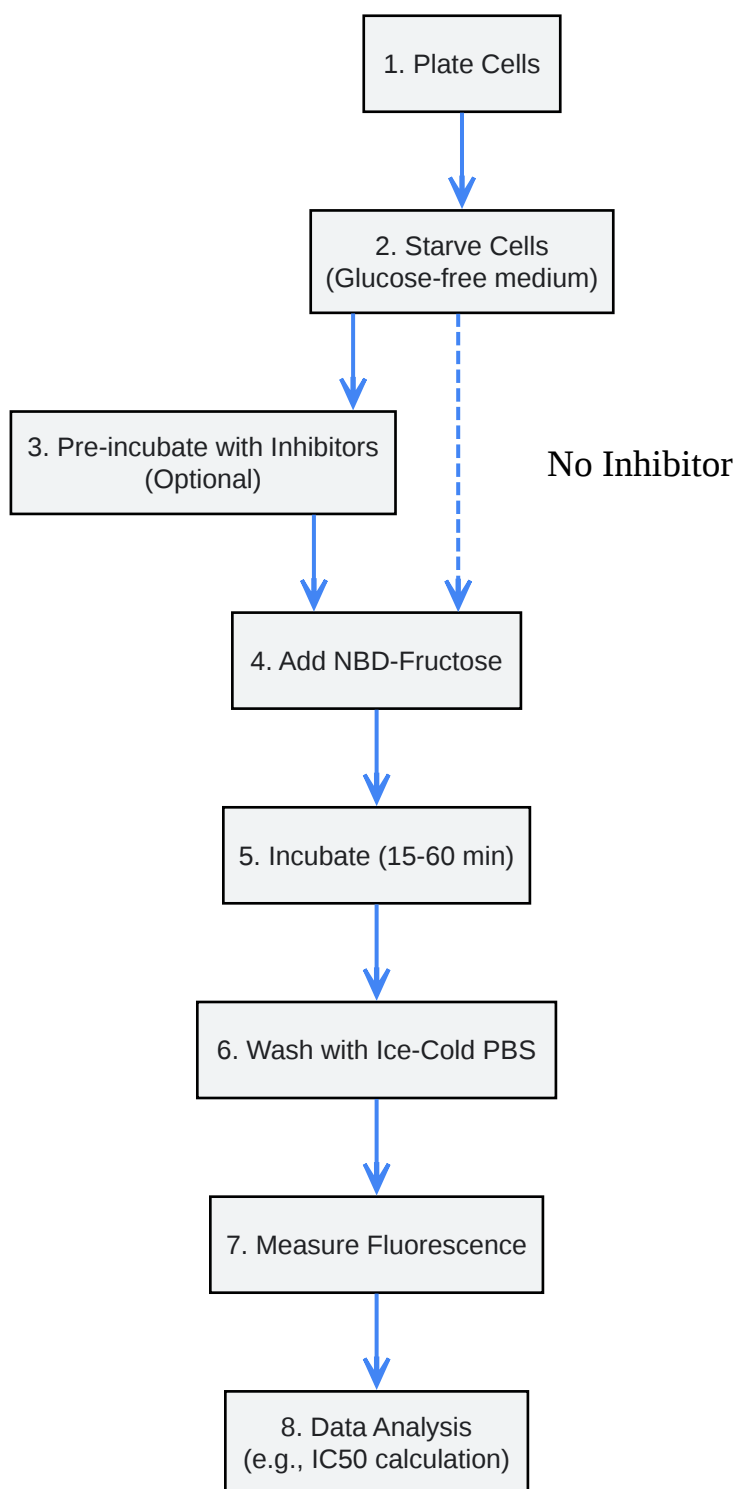 1. Plate Cells
2. Starve Cells
(Glucose-free medium)
3. Pre-incubate with Inhibitors
(Optional)
No Inhibitor
4. Add NBD-Fructose
5. Incubate (15-60 min)
6. Wash with Ice-Cold PBS
7. Measure Fluorescence
8. Data Analysis
(e.g., IC50 calculation)